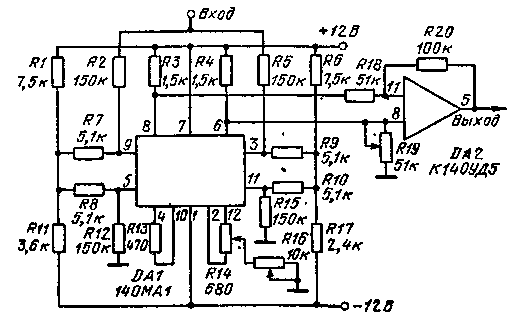 Вход
+12В
R1
7,5к
R2
150к
R3
1,5к
R4
1,5к
R5
150к
R6
7,5к
R18
51к
R20
100к
11
8
5
Выход
DA2
К140УД5
R19
51к
R7
5,1к
8
7
6
9
3
R9
5,1к
5
11
R10
5,1к
R8
5,1к
R11
3,6к
R12
150к
R13
470
4
10
1
2
12
R15
150к
R16
10к
R17
2,4к
DA1
140МА1
R14
680
-12В